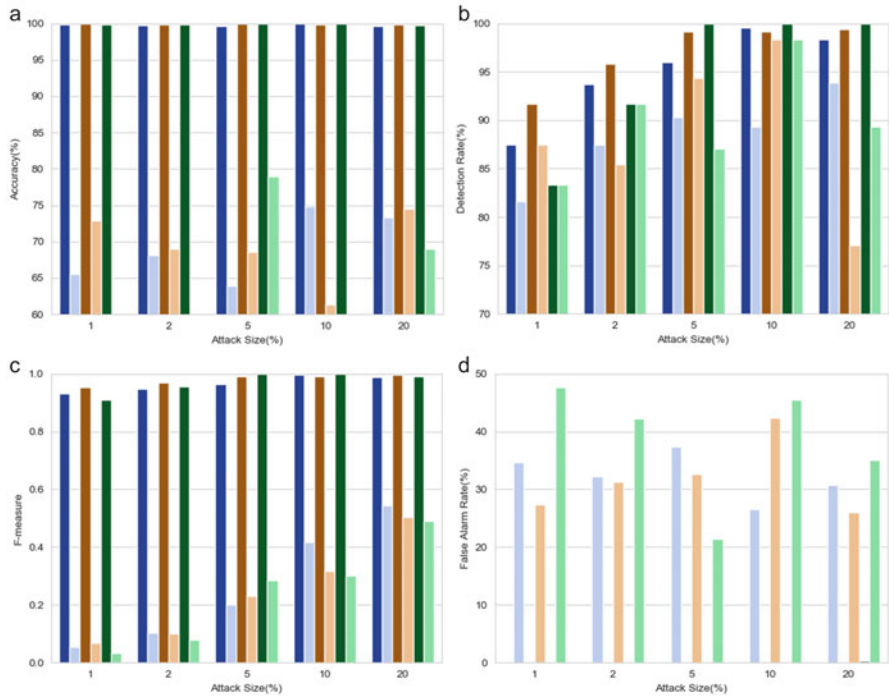 a
100
95
90
85
80
75
70
65
60
Accuracy(%)
1 2 5 10 20
Attack Size(%)
b
100
95
90
85
80
75
70
Detection Rate(%)
1 2 5 10 20
Attack Size(%)
c
1.0
0.8
0.6
0.4
0.2
0.0
F-measure
1 2 5 10 20
Attack Size(%)
d
50
40
30
20
10
0
False Alarm Rate(%)
1 2 5 10 20
Attack Size(%)